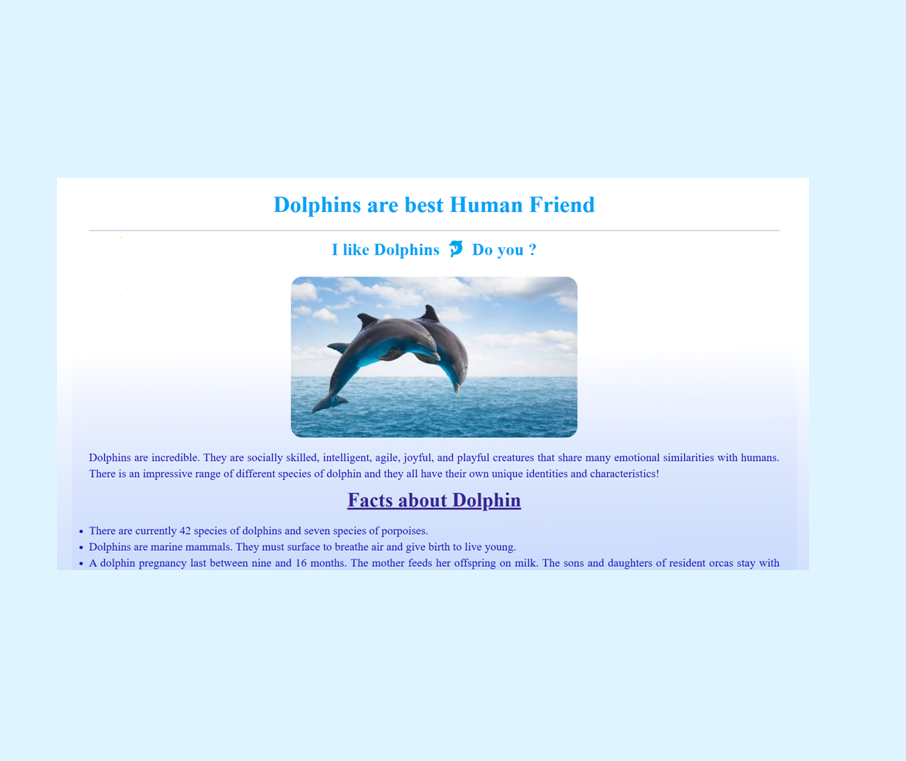 Dolphins are best Human Friend
I like Dolphins Do you ?
Dolphins are incredible. They are socially skilled, intelligent, agile, joyful, and playful creatures that share many emotional similarities with humans.
There is an impressive range of different species of dolphin and they all have their own unique identities and characteristics!
Facts about Dolphin
• There are currently 42 species of dolphins and seven species of porpoises.
• Dolphins are marine mammals. They must surface to breathe air and give birth to live young.
• A dolphin pregnancy last between nine and 16 months. The mother feeds her offspring on milk. The sons and daughters of resident orcas stay with